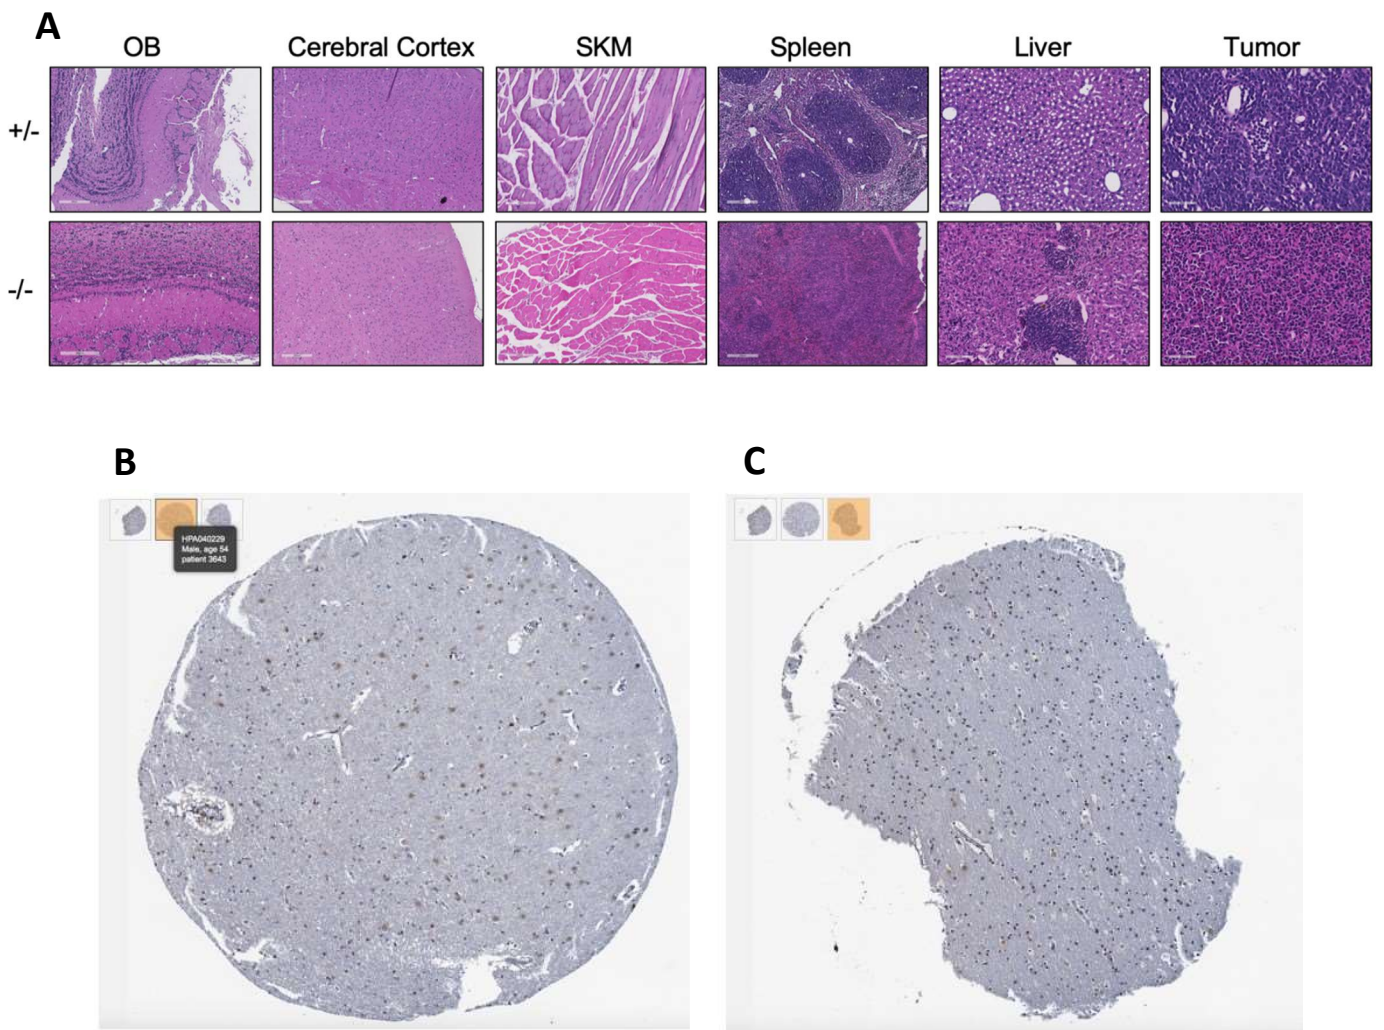 A
OB Cerebral Cortex SKM Spleen Liver Tumor
+/-
-/-
B C
HPA040229
Male, age 54
patient 3643